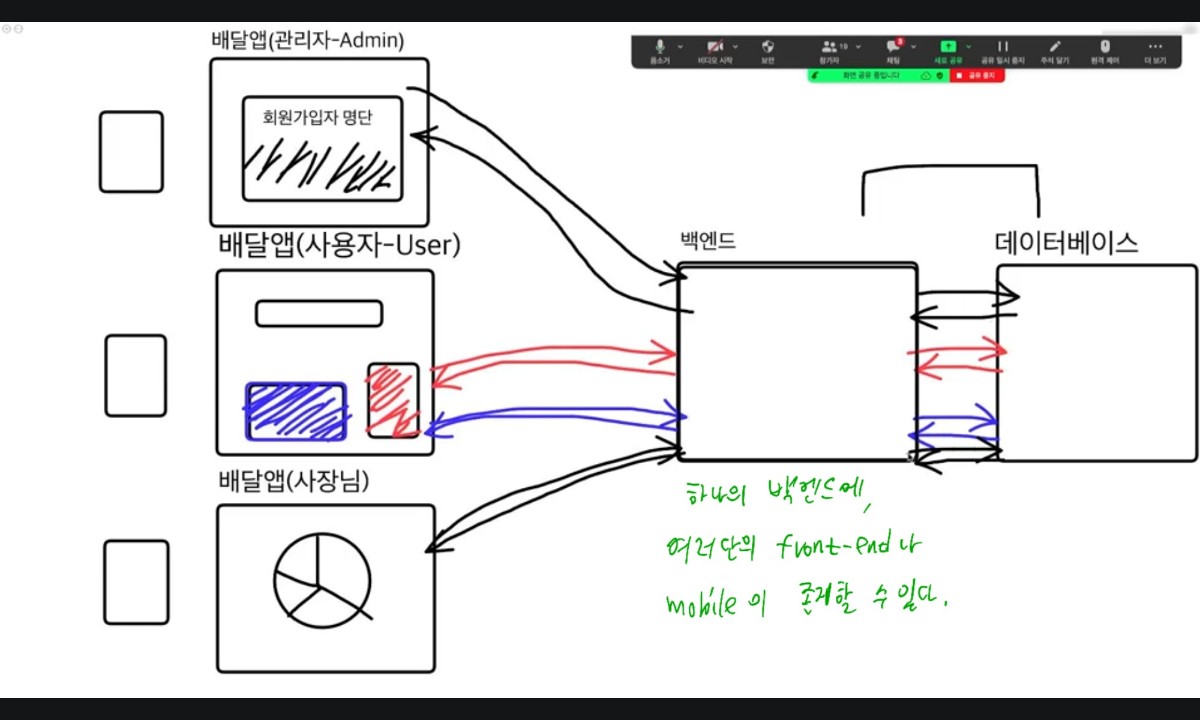 배달앱(관리자-Admin)
회원가입자 명단
음소거
비디오 시작
보안
참가자
19
채팅
새로 공유
공유 일시 중지
주석 달기
원격 제어
더 보기
화면 공유 중입니다
공유 중지
배달앱(사용자-User)
백엔드
데이터베이스
배달앱(사장님)
하나의 백엔드에,
여러단의 front-end나
mobile이 존재할 수 있다.